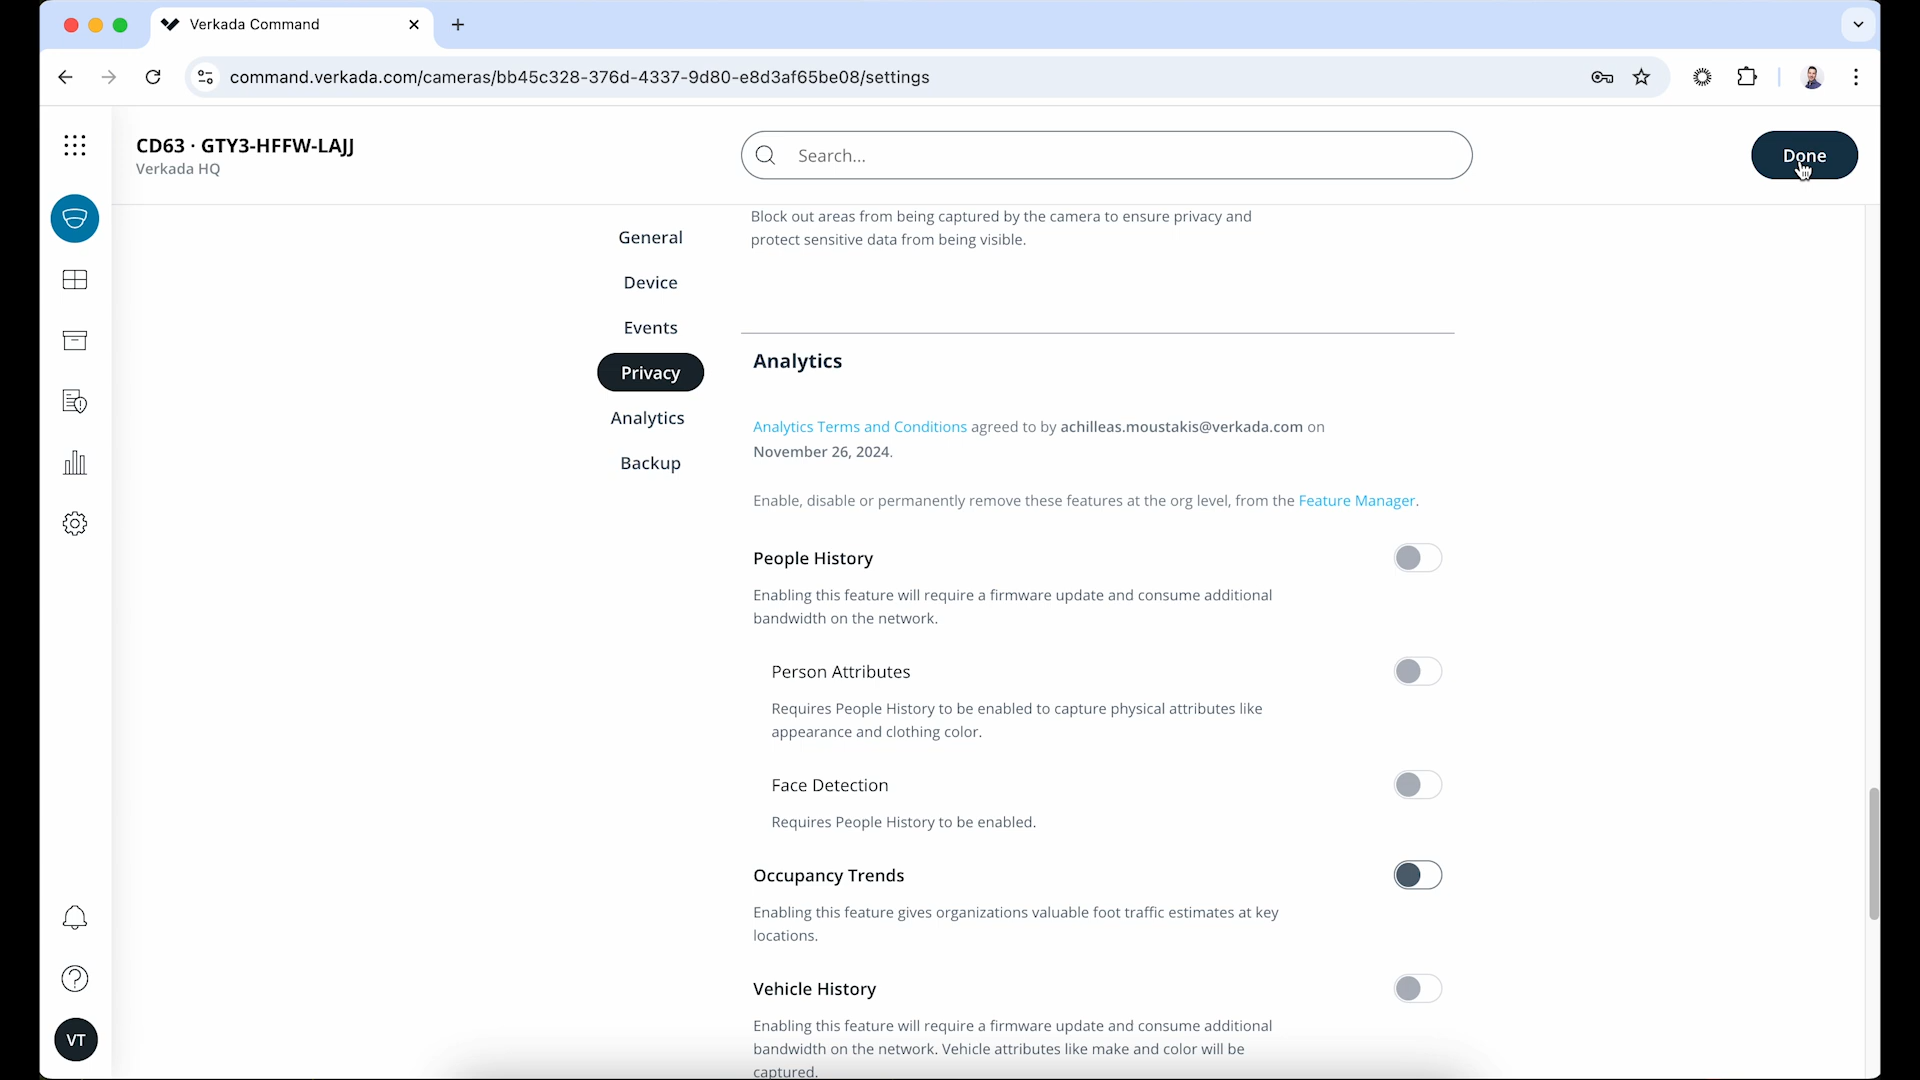 Verkada Command
command.verkada.com/cameras/bb45c328-376d-4337-9d80-e8d3af65be08/settings
CD63 · GTY3-HFFW-LAJJ
Verkada HQ
Search...
Done
General
Device
Events
Privacy
Analytics
Backup
Block out areas from being captured by the camera to ensure privacy and
protect sensitive data from being visible.
Analytics
Analytics Terms and Conditions agreed to by achilleas.moustakis@verkada.com on
November 26, 2024.
Enable, disable or permanently remove these features at the org level, from the Feature Manager.
People History
Enabling this feature will require a firmware update and consume additional
bandwidth on the network.
Person Attributes
Requires People History to be enabled to capture physical attributes like
appearance and clothing color.
Face Detection
Requires People History to be enabled.
Occupancy Trends
Enabling this feature gives organizations valuable foot traffic estimates at key
locations.
Vehicle History
Enabling this feature will require a firmware update and consume additional
bandwidth on the network. Vehicle attributes like make and color will be
captured.
VT